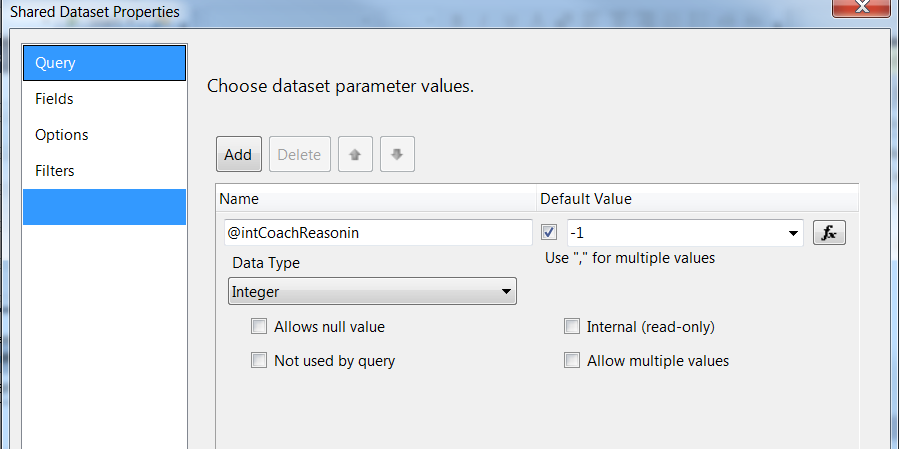 Shared Dataset Properties
Query
Fields
Options
Filters
Choose dataset parameter values.
Add Delete
Name Default Value
@intCoachReasonin -1 fx
Data Type Use "," for multiple values
Integer
Allows null value Internal (read-only)
Not used by query Allow multiple values